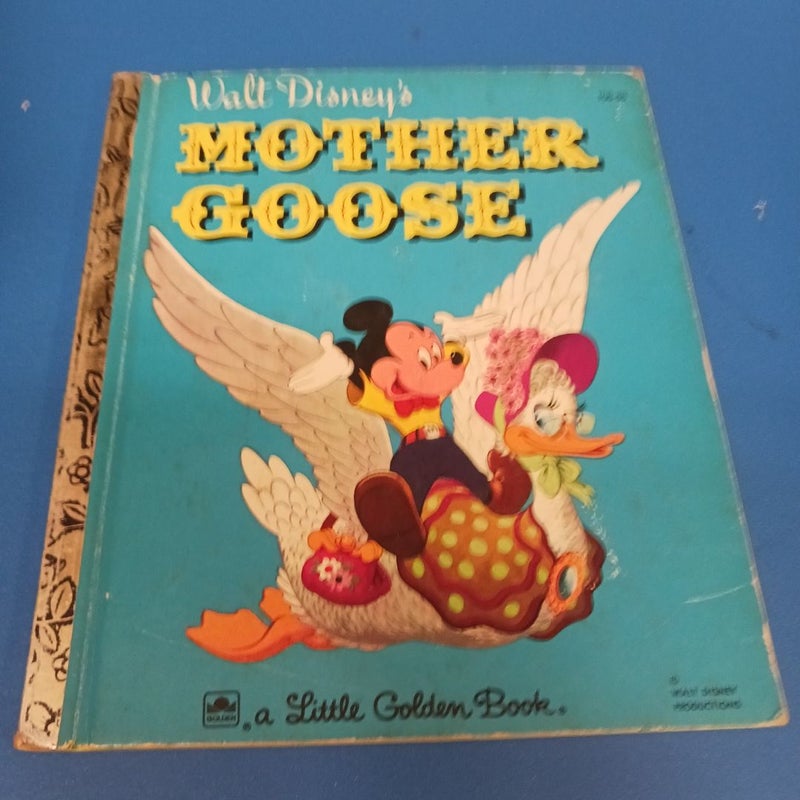 Walt Disney's
MOTHER
GOOSE
GOLDEN
® a Little Golden Book®
©
WALT DISNEY
PRODUCTIONS